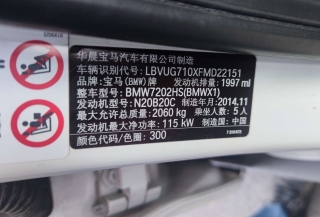 华晨宝马汽车有限公司制造
车辆识别代号: LBVUG710XFMD22151
品牌: 宝马(BMW)牌 发动机排量: 1997 ml
整车型号: BMW7202HS(BMWX1)
发动机型号: N20B20C 制造年月: 2014.11
最大允许总质量: 2060 kg 乘坐人数: 5人
发动机最大净功率: 115 kW 制造国: 中国
颜色代码/色圈: 300